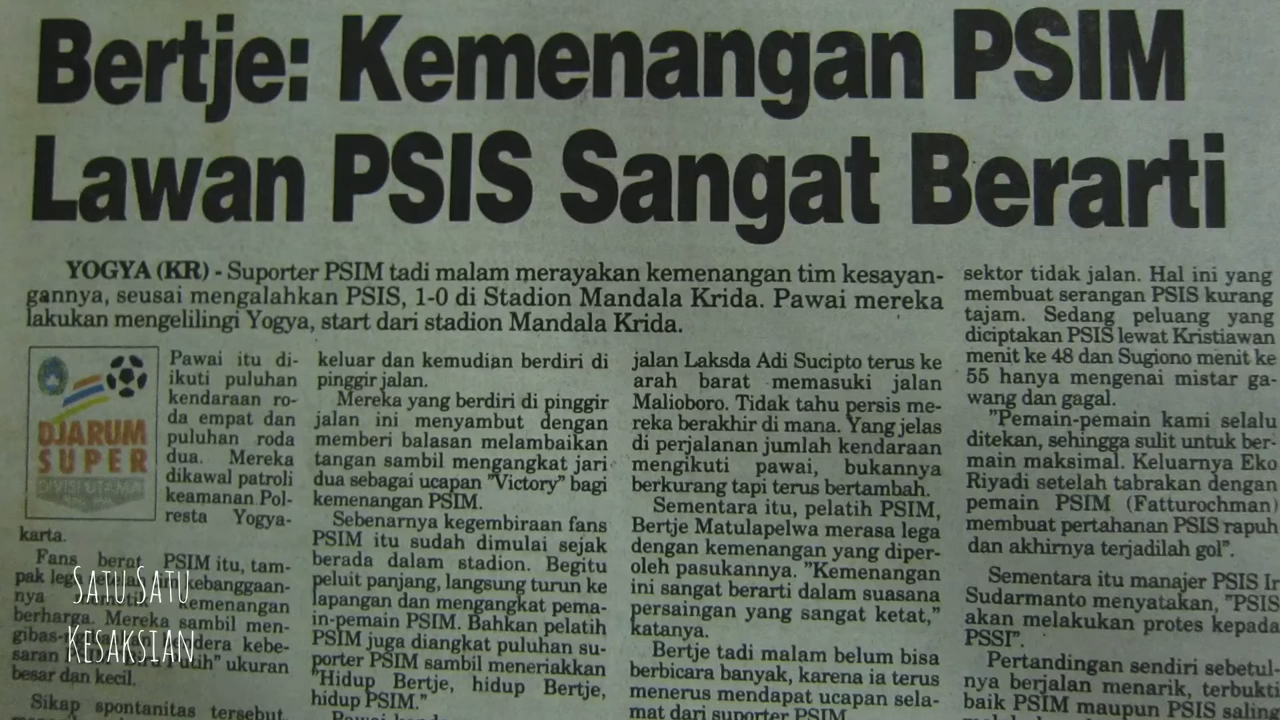 Bertje: Kemenangan PSIM
Lawan PSIS Sangat Berarti
YOGYA (KR) - Suporter PSIM tadi malam merayakan kemenangan tim kesayan-
gannya, seusai mengalahkan PSIS, 1-0 di Stadion Mandala Krida. Pawai mereka
lakukan mengelilingi Yogya, start dari stadion Mandala Krida.
DJARUM
SUPER
DIVISI UTAMA
Pawai itu di-
ikuti puluhan
kendaraan ro-
da empat dan
puluhan roda
dua. Mereka
dikawal patroli
keamanan Pol-
resta Yogya-
karta.
Fans berat PSIM itu, tam-
pak kebanggaan-
nya kemenangan
berharga. Mereka sambil men-
gibas- kebe-
saran ukuran
besar dan kecil.
Sikap spontanitas tersebut,
keluar dan kemudian berdiri di
pinggir jalan.
Mereka yang berdiri di pinggir
jalan ini menyambut dengan
memberi balasan melambaikan
tangan sambil mengangkat jari
dua sebagai ucapan "Victory" bagi
kemenangan PSIM.
Sebenarnya kegembiraan fans
PSIM itu sudah dimulai sejak
berada dalam stadion. Begitu
peluit panjang, langsung turun ke
lapangan dan mengangkat pema-
in-pemain PSIM. Bahkan pelatih
PSIM juga diangkat puluhan su-
porter PSIM sambil meneriakkan
"Hidup Bertje, hidup Bertje,
hidup PSIM."
jalan Laksda Adi Sucipto terus ke
arah barat memasuki jalan
Malioboro. Tidak tahu persis me-
reka berakhir di mana. Yang jelas
di perjalanan jumlah kendaraan
mengikuti pawai, bukannya
berkurang tapi terus bertambah.
Sementara itu, pelatih PSIM,
Bertje Matulapelwa merasa lega
dengan kemenangan yang diper-
oleh pasukannya. "Kemenangan
ini sangat berarti dalam suasana
persaingan yang sangat ketat,"
katanya.
Bertje tadi malam belum bisa
berbicara banyak, karena ia terus
menerus mendapat ucapan sela-
mat dari suporter PSIM.
sektor tidak jalan. Hal ini yang
membuat serangan PSIS kurang
tajam. Sedang peluang yang
diciptakan PSIS lewat Kristiawan
menit ke 48 dan Sugiono menit ke
55 hanya mengenai mistar ga-
wang dan gagal.
"Pemain-pemain kami selalu
ditekan, sehingga sulit untuk ber-
main maksimal. Keluarnya Eko
Riyadi setelah tabrakan dengan
pemain PSIM (Fatturochman)
membuat pertahanan PSIS rapuh
dan akhirnya terjadilah gol".
Sementara itu manajer PSIS Ir
Sudarmanto menyatakan, "PSIS
akan melakukan protes kepada
PSSI".
Pertandingan sendiri sebetul-
nya berjalan menarik, terbukti
baik PSIM maupun PSIS saling
Satu Satu
Kesaksian